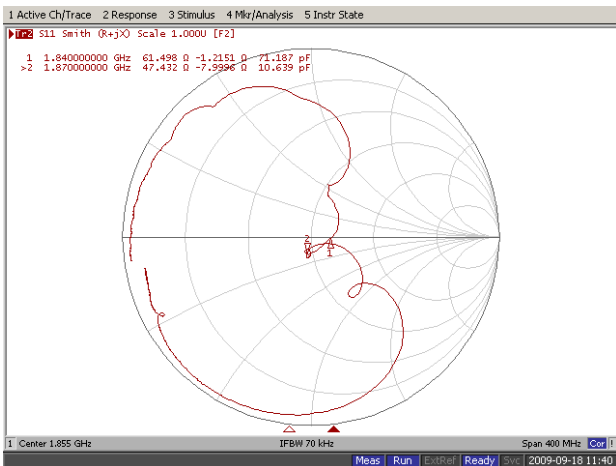 1 Active Ch/Trace 2 Response 3 Stimulus 4 Mkr/Analysis 5 Instr State
Tr2 S11 Smith (R+jX) Scale 1.000U [F2]
1 1.840000000 GHz 61.498 Ω -1.2151 Ω 71.187 pF
>2 1.870000000 GHz 47.432 Ω -7.9996 Ω 10.639 pF
2
1
1 Center 1.855 GHz IFBW 70 kHz Span 400 MHz Cor !
Meas Run ExtRef Ready Svc 2009-09-18 11:40